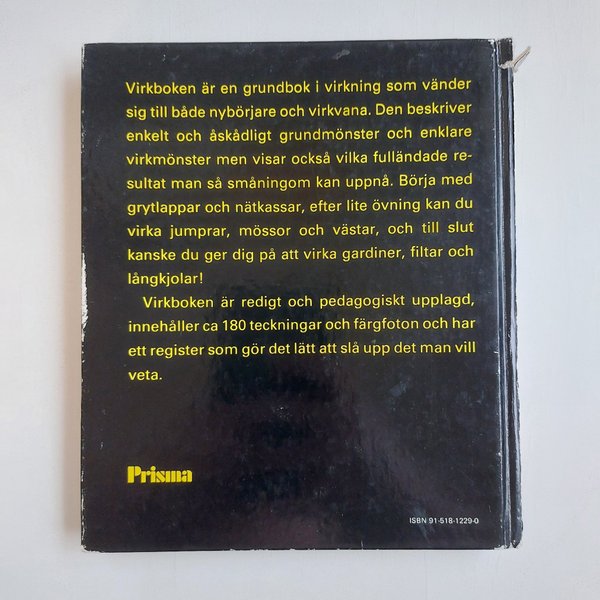 Virkboken är en grundbok i virkning som vänder
sig till både nybörjare och virkvana. Den beskriver
enkelt och åskådligt grundmönster och enklare
virkmönster men visar också vilka fulländade re-
sultat man så småningom kan uppnå. Börja med
grytlappar och nätkassar, efter lite övning kan du
virka jumprar, mössor och västar, och till slut
kanske du ger dig på att virka gardiner, filtar och
långkjolar!
Virkboken är redigt och pedagogiskt upplagd,
innehåller ca 180 teckningar och färgfoton och har
ett register som gör det lätt att slå upp det man vill
veta.
Prisma
ISBN 91-518-1229-0